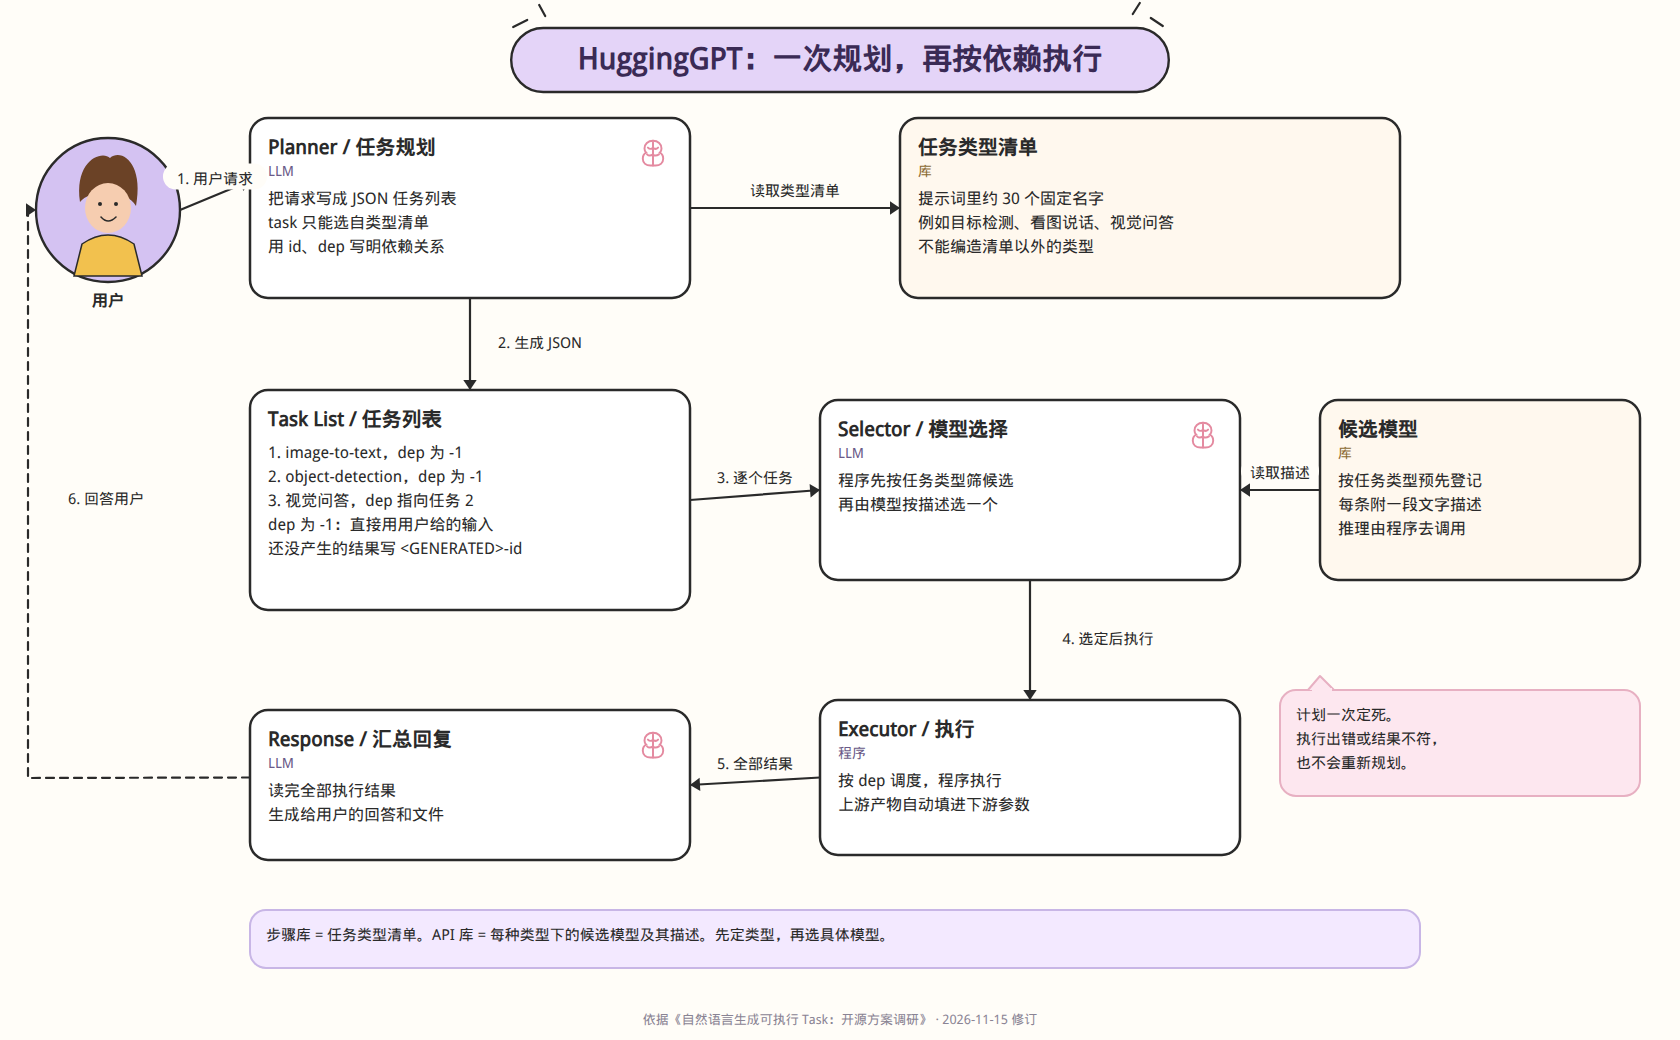 HuggingGPT：一次规划，再按依赖执行
1. 用户请求
用户
Planner / 任务规划
LLM
把请求写成 JSON 任务列表
task 只能选自类型清单
用 id、dep 写明依赖关系
读取类型清单
任务类型清单
库
提示词里约 30 个固定名字
例如目标检测、看图说话、视觉问答
不能编造清单以外的类型
2. 生成 JSON
Task List / 任务列表
1. image-to-text，dep 为 -1
2. object-detection，dep 为 -1
3. 视觉问答，dep 指向任务 2
dep 为 -1：直接用用户给的输入
还没产生的结果写 <GENERATED>-id
3. 逐个任务
Selector / 模型选择
LLM
程序先按任务类型筛候选
再由模型按描述选一个
读取描述
候选模型
库
按任务类型预先登记
每条附一段文字描述
推理由程序去调用
6. 回答用户
4. 选定后执行
Response / 汇总回复
LLM
读完全部执行结果
生成给用户的回答和文件
5. 全部结果
Executor / 执行
程序
按 dep 调度，程序执行
上游产物自动填进下游参数
计划一次定死。
执行出错或结果不符，
也不会重新规划。
步骤库 = 任务类型清单。API 库 = 每种类型下的候选模型及其描述。先定类型，再选具体模型。
依据《自然语言生成可执行 Task：开源方案调研》 · 2026-11-15 修订